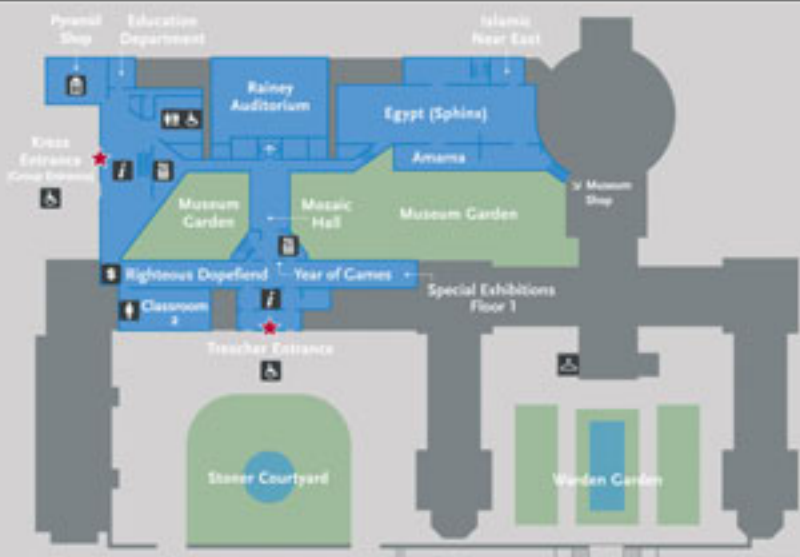 Pyramid
Shop
Education
Department
Islamic
Near East
Rainey
Auditorium
Egypt (Sphinx)
Kress
Entrance
(Group Entrance)
Amarna
Museum
Shop
Museum
Garden
Mosaic
Hall
Museum Garden
$
Righteous Dopefiend
Year of Games
Special Exhibitions
Floor 1
Classroom
2
Trescher Entrance
Stoner Courtyard
Warden Garden